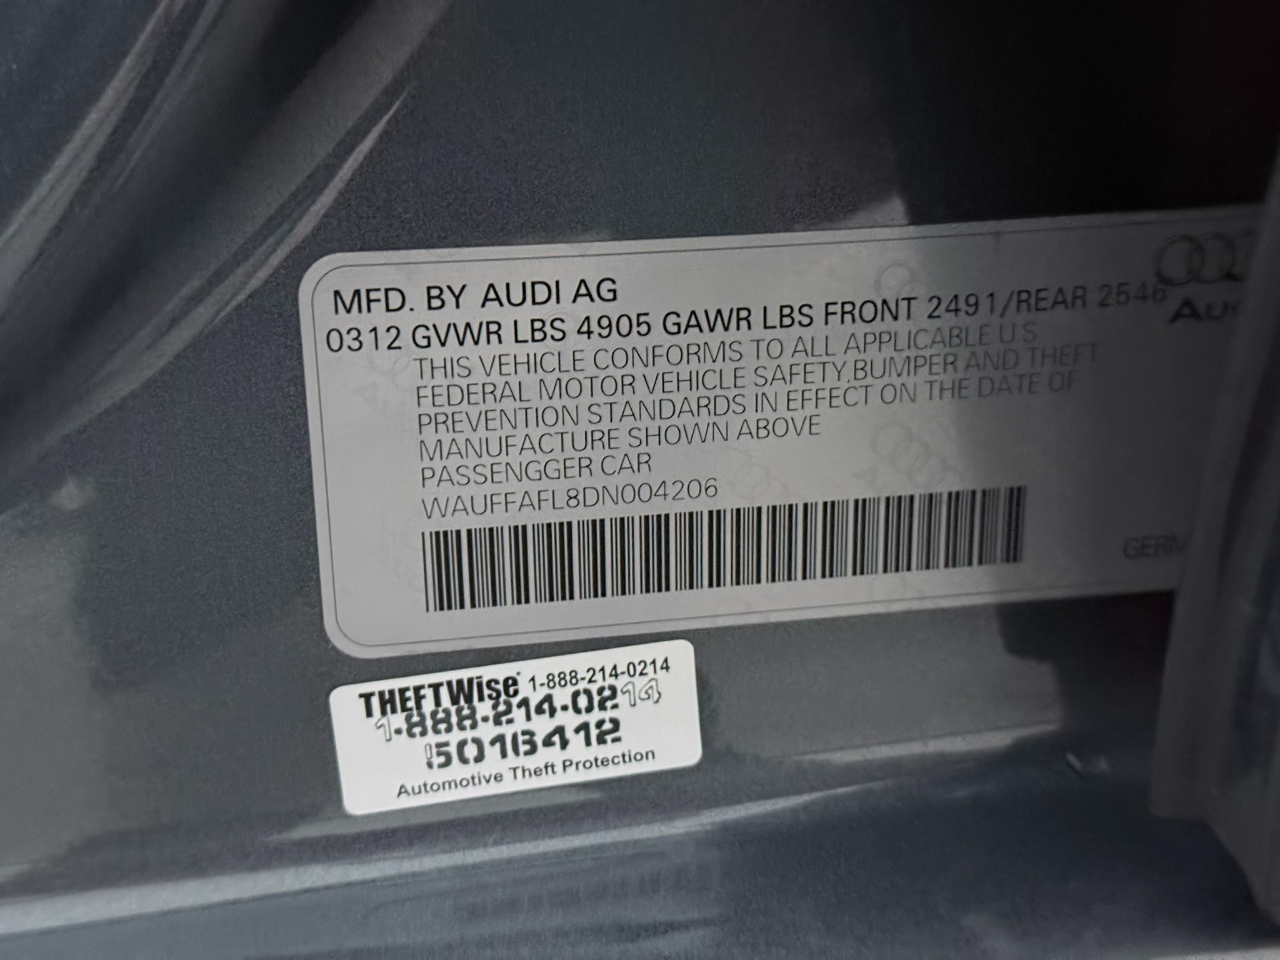 MFD. BY AUDI AG
0312 GVWR LBS 4905 GAWR LBS FRONT 2491/REAR 2546
THIS VEHICLE CONFORMS TO ALL APPLICABLE U S
FEDERAL MOTOR VEHICLE SAFETY,BUMPER AND THEFT
PREVENTION STANDARDS IN EFFECT ON THE DATE OF
MANUFACTURE SHOWN ABOVE
PASSENGGER CAR
WAUFFAFL8DN004206
THEFTWise 1-888-214-0214
1-888-214-0214
5016412
Automotive Theft Protection